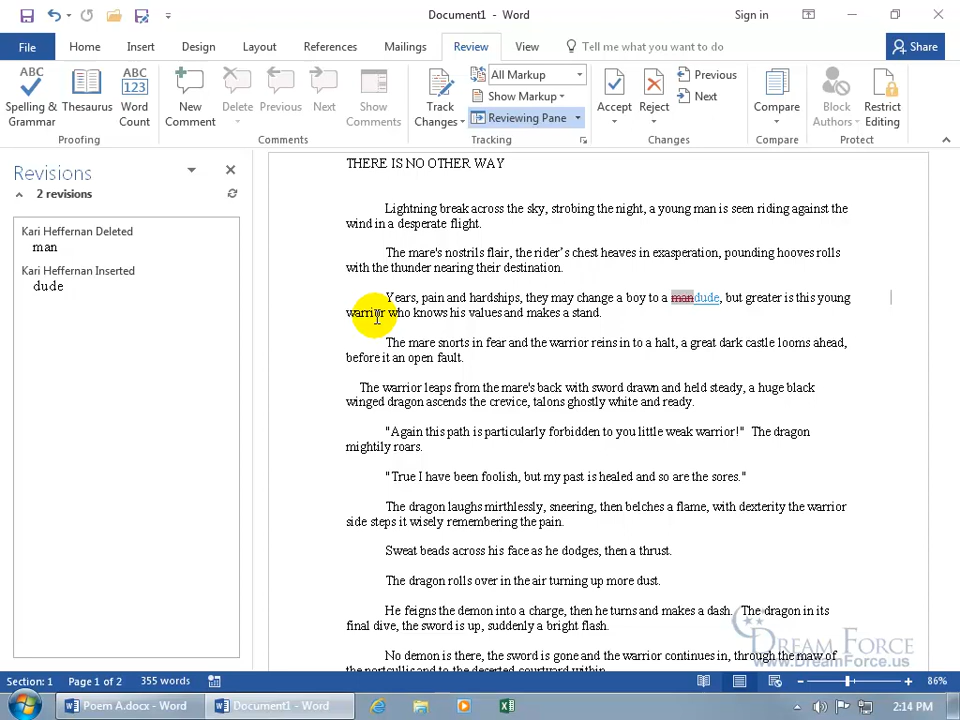 Document1 - Word
Sign in
File Home Insert Design Layout References Mailings Review View Tell me what you want to do Share
ABC
Spelling & Grammar
Thesaurus
ABC 123
Word Count
Proofing
New Comment
Delete
Previous
Next
Show Comments
Comments
Track Changes
All Markup
Show Markup
Reviewing Pane
Tracking
Accept
Reject
Previous
Next
Changes
Compare
Compare
Block Authors
Restrict Editing
Protect
Revisions
2 revisions
Kari Heffernan Deleted
man
Kari Heffernan Inserted
dude
THERE IS NO OTHER WAY
Lightning break across the sky, strobing the night, a young man is seen riding against the
wind in a desperate flight.
The mare's nostrils flair, the rider's chest heaves in exasperation, pounding hooves rolls
with the thunder nearing their destination.
Years, pain and hardships, they may change a boy to a mandude, but greater is this young
warrior who knows his values and makes a stand.
The mare snorts in fear and the warrior reins in to a halt, a great dark castle looms ahead,
before it an open fault.
The warrior leaps from the mare's back with sword drawn and held steady, a huge black
winged dragon ascends the crevice, talons ghostly white and ready.
"Again this path is particularly forbidden to you little weak warrior!" The dragon
mightily roars.
"True I have been foolish, but my past is healed and so are the sores."
The dragon laughs mirthlessly, sneering, then belches a flame, with dexterity the warrior
side steps it wisely remembering the pain.
Sweat beads across his face as he dodges, then a thrust.
The dragon rolls over in the air turning up more dust.
He feigns the demon into a charge, then he turns and makes a dash. The dragon in its
final dive, the sword is up, suddenly a bright flash.
No demon is there, the sword is gone and the warrior continues in, through the maw of
the portcullis and to the deserted courtyard within.
DREAM FORCE
www.DreamForce.us
Section: 1 Page 1 of 2 355 words
86%
Poem A.docx - Word
Document1 - Word
2:14 PM